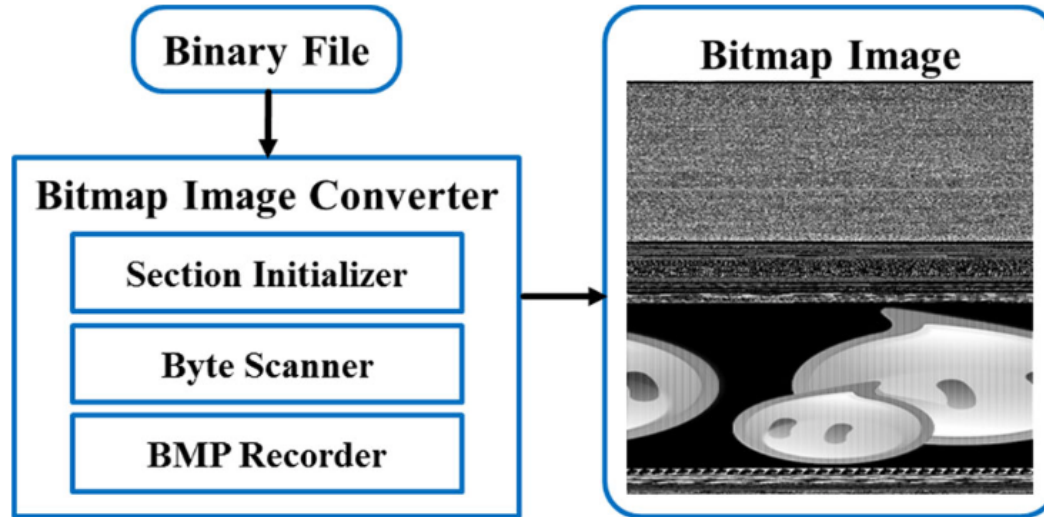 Binary File
Bitmap Image Converter
Section Initializer
Byte Scanner
BMP Recorder
Bitmap Image